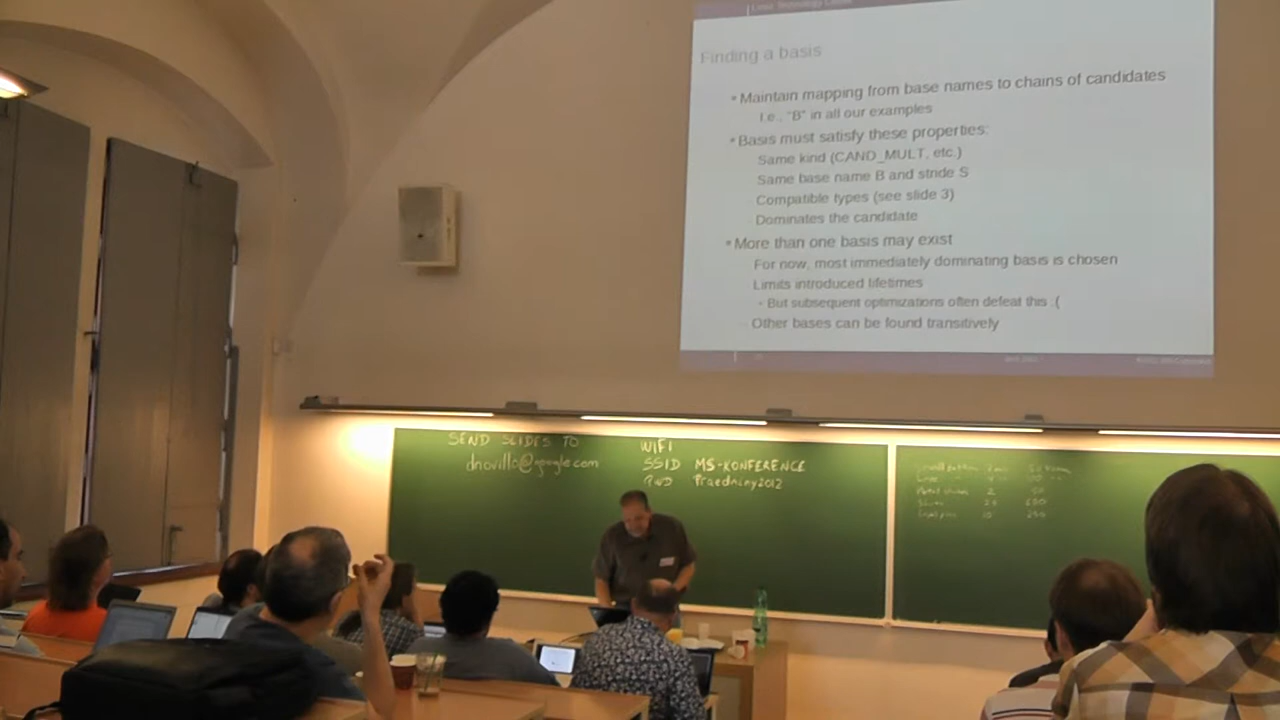 Linux Technology Center
Finding a basis
Maintain mapping from base names to chains of candidates
I.e., "B" in all our examples
Basis must satisfy these properties:
Same kind (CAND_MULT, etc.)
Same base name B and stride S
Compatible types (see slide 3)
Dominates the candidate
More than one basis may exist
For now, most immediately dominating basis is chosen
Limits introduced lifetimes
But subsequent optimizations often defeat this :(
Other bases can be found transitively
SEND SLIDES TO
dnovillo@google.com
WIFI
SSID MS-KONFERENCE
PWD Praedniny2012